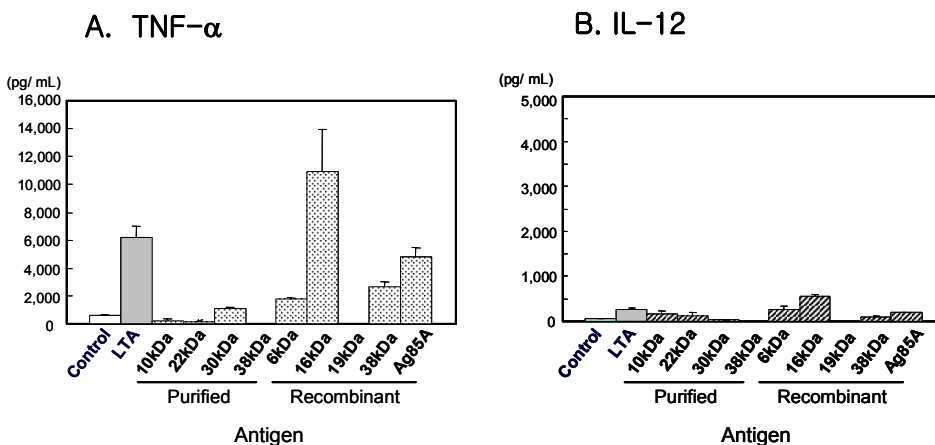 A. TNF-α
(pg/ mL)
16,000
14,000
12,000
10,000
8,000
6,000
4,000
2,000
0
Control
LTA
10kDa
22kDa
30kDa
38kDa
6kDa
16kDa
19kDa
38kDa
Ag85A
Purified
Recombinant
Antigen
B. IL-12
(pg/ mL)
5,000
4,000
3,000
2,000
1,000
0
Control
LTA
10kDa
22kDa
30kDa
38kDa
6kDa
16kDa
19kDa
38kDa
Ag85A
Purified
Recombinant
Antigen